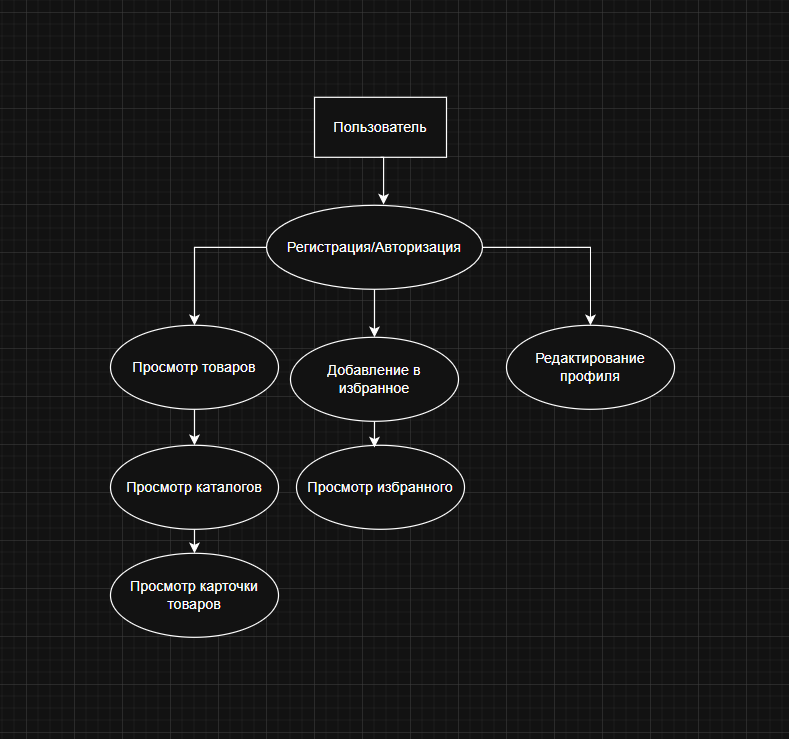 Пользователь
Регистрация/Авторизация
Просмотр товаров
Добавление в
избранное
Редактирование
профиля
Просмотр каталогов
Просмотр избранного
Просмотр карточки
товаров